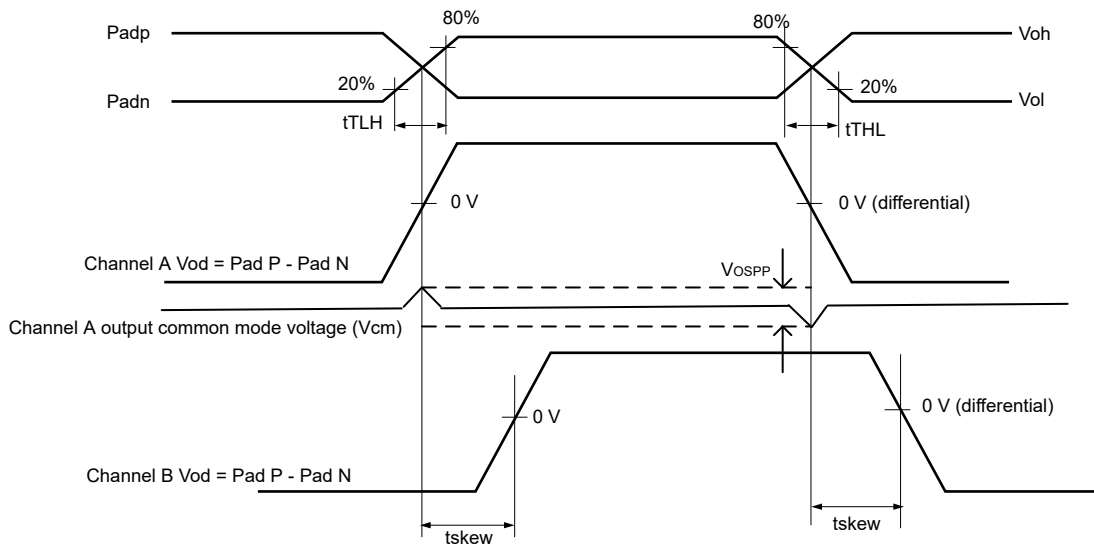 80%
80%
Padp
Voh
20%
20%
Padn
Vol
tTLH
tTHL
0 V
0 V (differential)
Channel A Vod = Pad P - Pad N
VOSPP
Channel A output common mode voltage (Vcm)
0 V
0 V (differential)
Channel B Vod = Pad P - Pad N
tskew
tskew